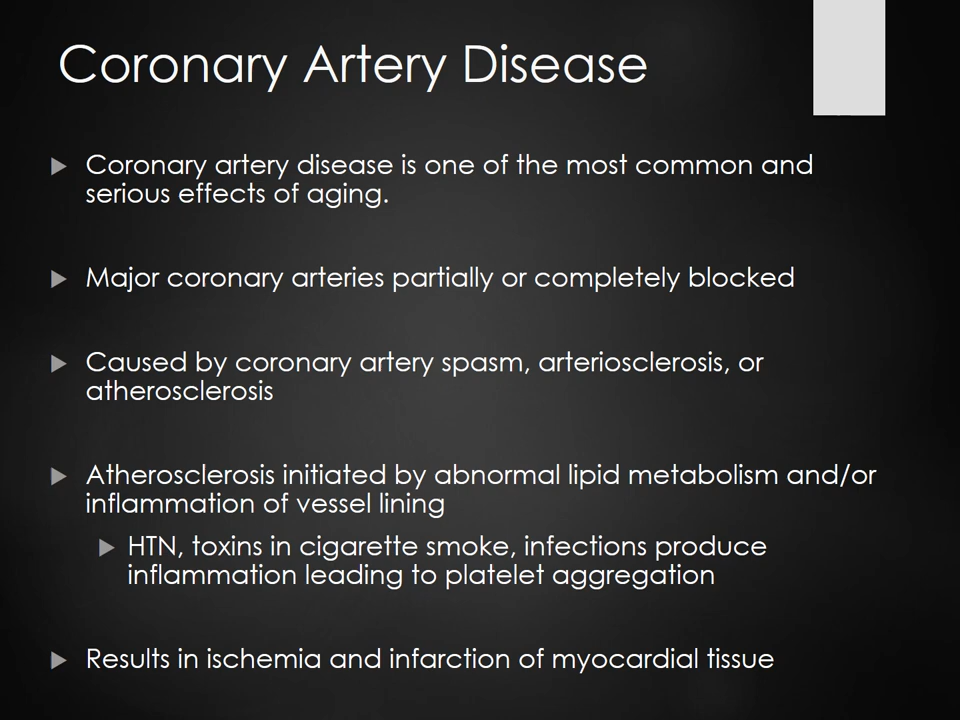 Coronary Artery Disease
Coronary artery disease is one of the most common and
serious effects of aging.
Major coronary arteries partially or completely blocked
Caused by coronary artery spasm, arteriosclerosis, or
atherosclerosis
Atherosclerosis initiated by abnormal lipid metabolism and/or
inflammation of vessel lining
HTN, toxins in cigarette smoke, infections produce
inflammation leading to platelet aggregation
Results in ischemia and infarction of myocardial tissue